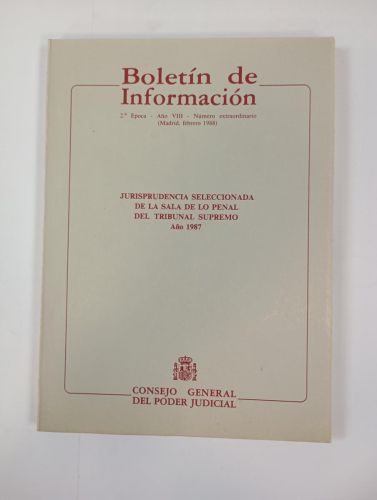 Boletín de
Información
2.ª Epoca - Año VIII - Número extraordinario
(Madrid, febrero 1988)
JURISPRUDENCIA SELECCIONADA
DE LA SALA DE LO PENAL
DEL TRIBUNAL SUPREMO
Año 1987
CONSEJO GENERAL
DEL PODER JUDICIAL